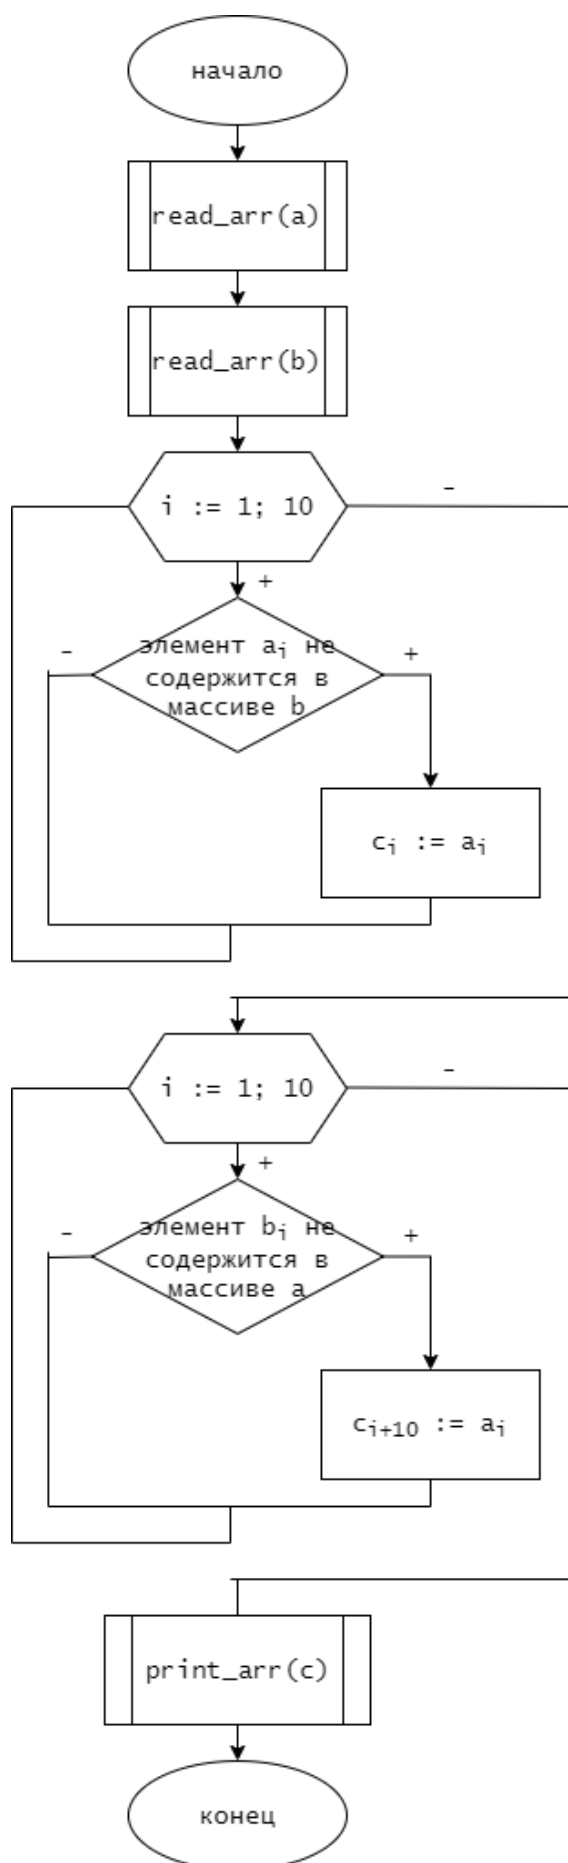 начало
read_arr(a)
read_arr(b)
i := 1; 10
-
+
-
элемент aᵢ не
+
содержится в
массиве b
cᵢ := aᵢ
i := 1; 10
-
+
-
элемент bᵢ не
+
содержится в
массиве a
cᵢ₊₁₀ := aᵢ
print_arr(c)
конец